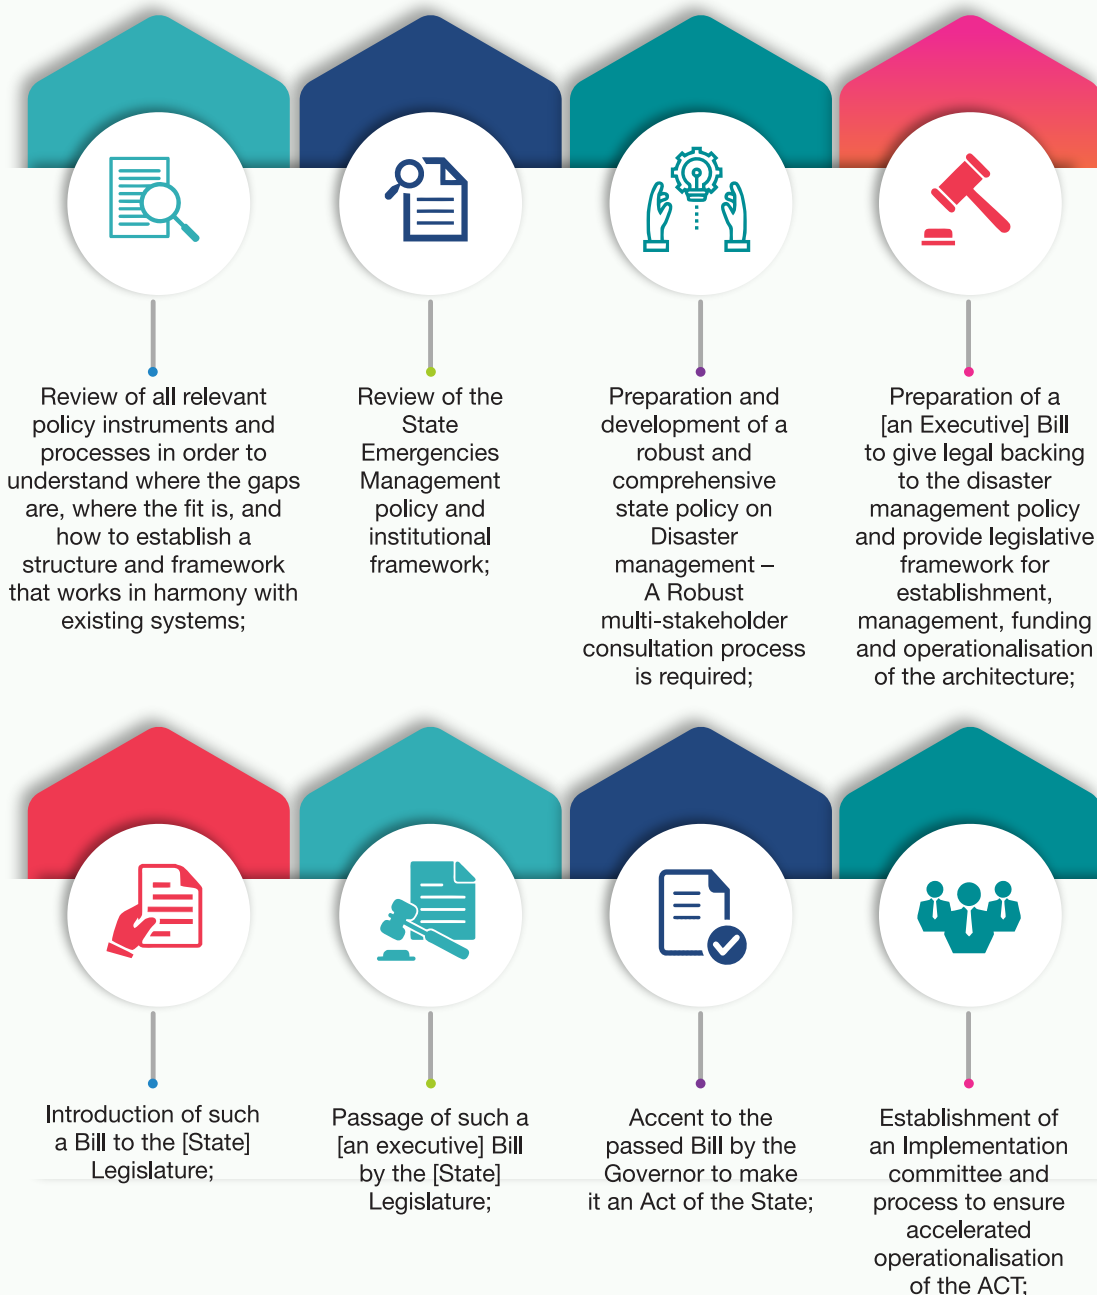 Review of all relevant
policy instruments and
processes in order to
understand where the gaps
are, where the fit is, and
how to establish a
structure and framework
that works in harmony with
existing systems;
Review of the
State
Emergencies
Management
policy and
institutional
framework;
Preparation and
development of a
robust and
comprehensive
state policy on
Disaster
management –
A Robust
multi-stakeholder
consultation process
is required;
Preparation of a
[an Executive] Bill
to give legal backing
to the disaster
management policy
and provide legislative
framework for
establishment,
management, funding
and operationalisation
of the architecture;
Introduction of such
a Bill to the [State]
Legislature;
Passage of such a
[an executive] Bill
by the [State]
Legislature;
Accent to the
passed Bill by the
Governor to make
it an Act of the State;
Establishment of
an Implementation
committee and
process to ensure
accelerated
operationalisation
of the ACT;